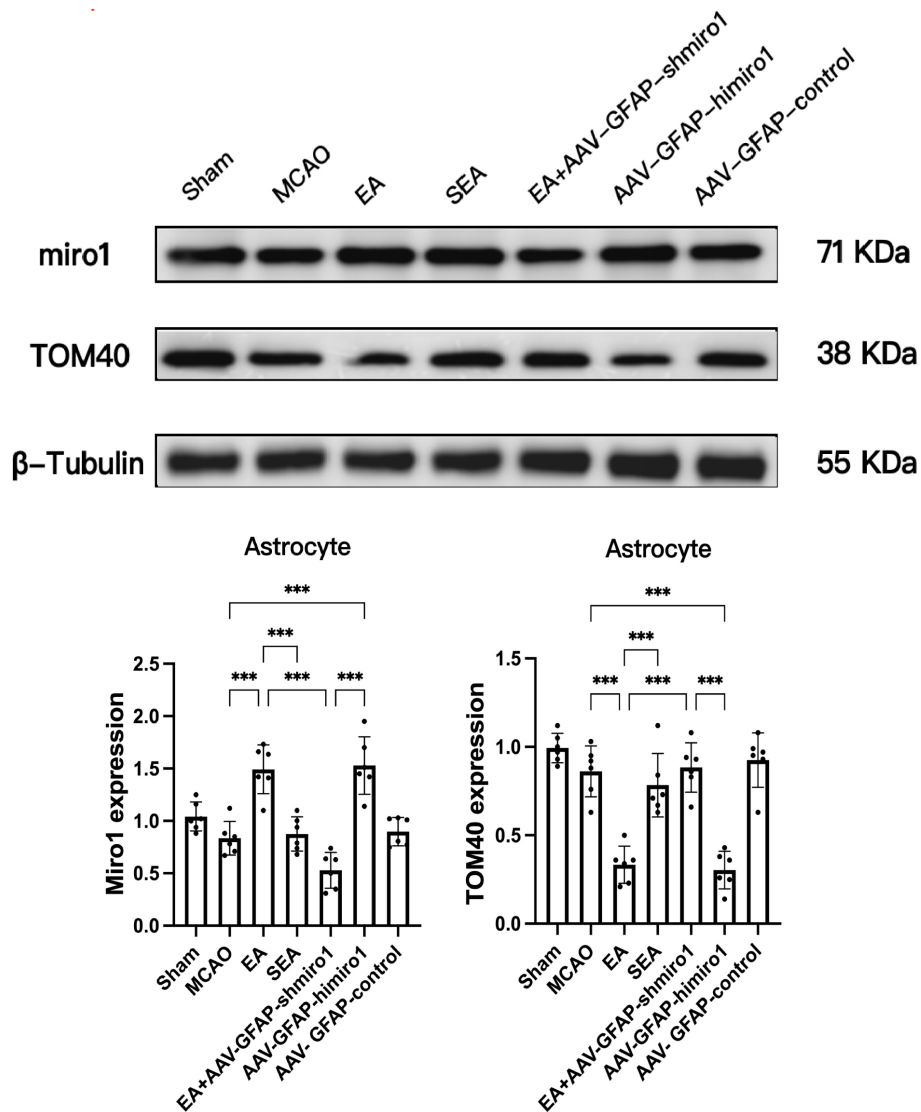 Sham
MCAO
EA
SEA
EA+AAV–GFAP–shmiro1
AAV–GFAP–himiro1
AAV–GFAP–control
miro1
71 KDa
TOM40
38 KDa
β–Tubulin
55 KDa
Astrocyte
***
***
***
***
***
Miro1 expression
2.5
2.0
1.5
1.0
0.5
0.0
Sham
MCAO
EA
SEA
EA+AAV-GFAP-shmiro1
AAV-GFAP-himiro1
AAV- GFAP-control
Astrocyte
***
***
***
***
***
TOM40 expression
1.5
1.0
0.5
0.0
Sham
MCAO
EA
SEA
EA+AAV-GFAP-shmiro1
AAV-GFAP-himiro1
AAV- GFAP-control